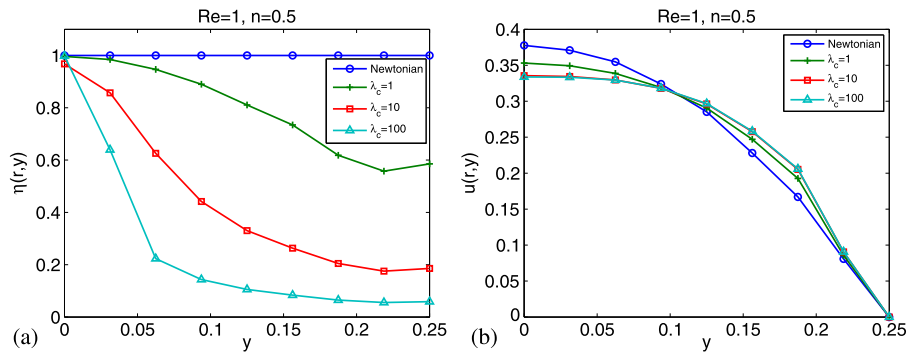 Re=1, n=0.5
η(r,y)
1
0.8
0.6
0.4
0.2
0
0
0.05
0.1
0.15
0.2
0.25
y
Newtonian
λc=1
λc=10
λc=100
(a)
Re=1, n=0.5
u(r,y)
0.4
0.35
0.35
0.25
0.2
0.15
0.1
0.05
0.00
0
0.05
0.1
0.15
0.2
0.25
y
Newtonian
λc=1
λc=10
λc=100
(b)